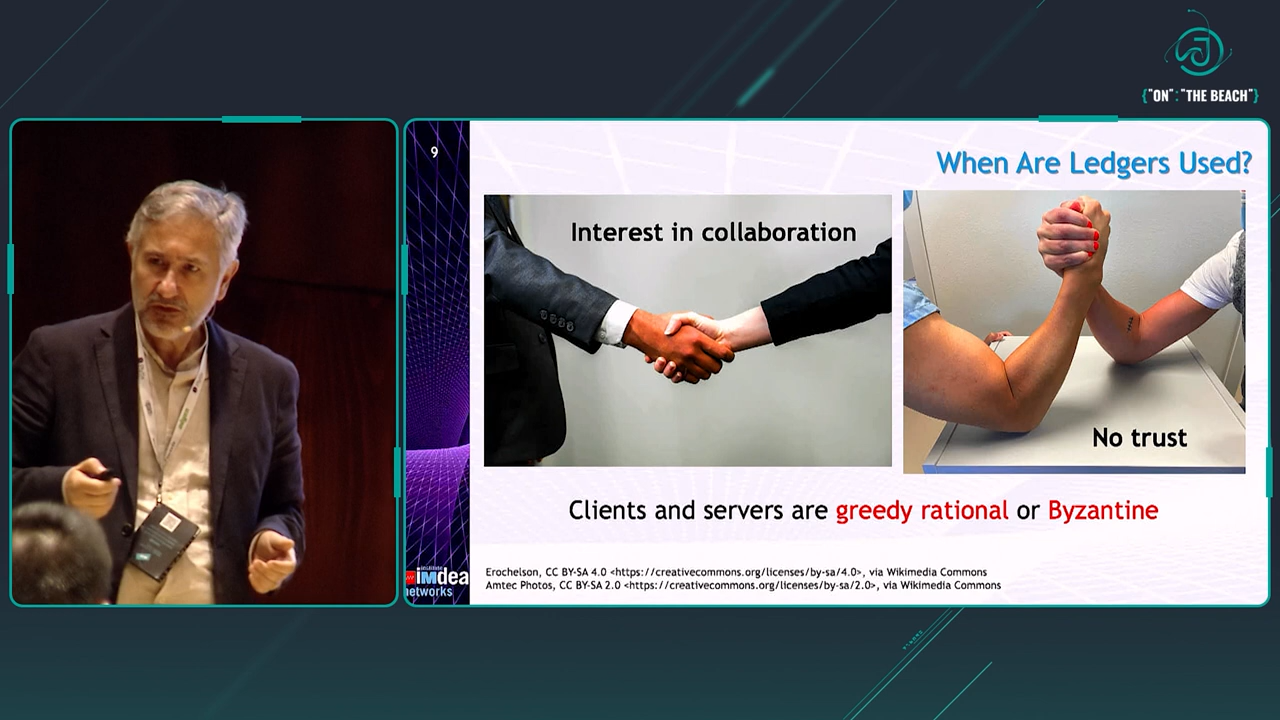 {"ON":"THE BEACH"}
9
When Are Ledgers Used?
Interest in collaboration
No trust
Clients and servers are greedy rational or Byzantine
Erochelson, CC BY-SA 4.0 <https://creativecommons.org/licenses/by-sa/4.0>, via Wikimedia Commons
Amtec Photos, CC BY-SA 2.0 <https://creativecommons.org/licenses/by-sa/2.0>, via Wikimedia Commons
institute
iMdea
networks